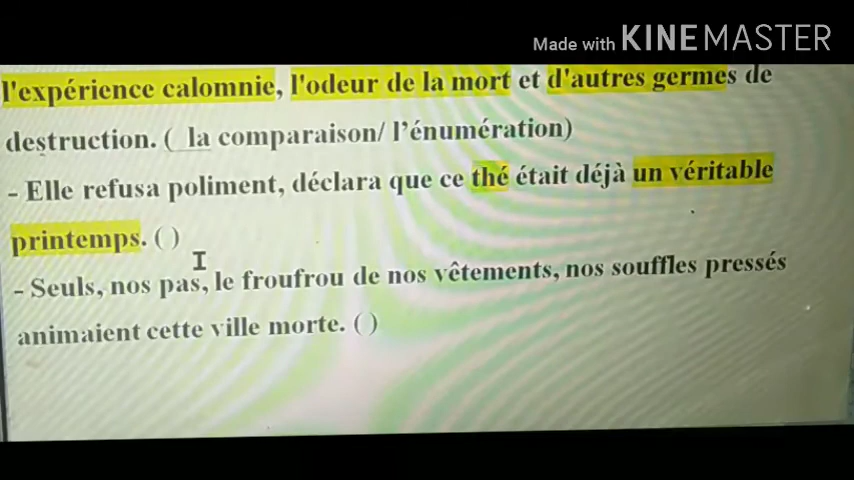 Made with KINEMASTER
l'expérience calomnie, l'odeur de la mort et d'autres germes de
destruction. ( la comparaison/ l'énumération)
- Elle refusa poliment, déclara que ce thé était déjà un véritable
printemps. ( )
- Seuls, nos pas, le froufrou de nos vêtements, nos souffles pressés
animaient cette ville morte. ( )